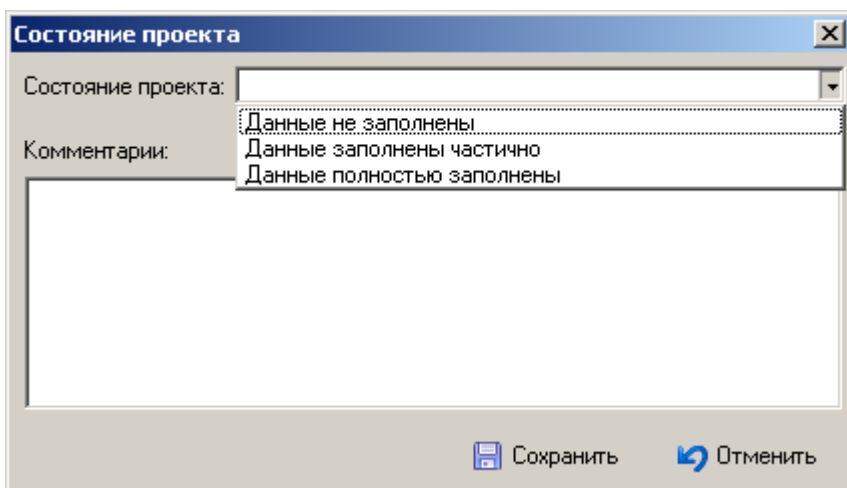 Состояние проекта
Состояние проекта:
Данные не заполнены
Комментарии:
Данные заполнены частично
Данные полностью заполнены
Сохранить
Отменить